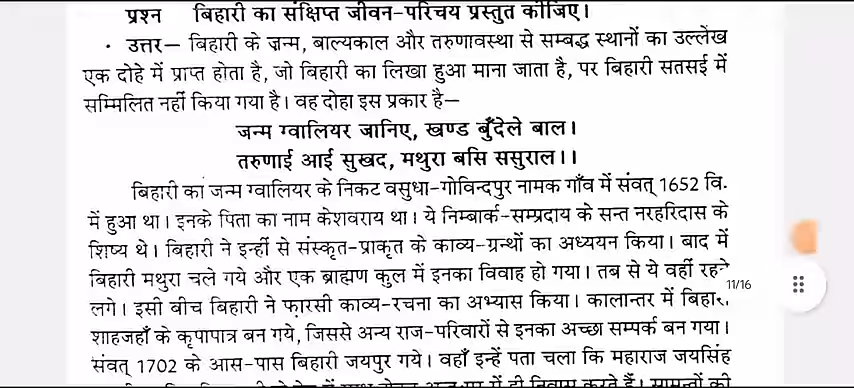 प्रश्न बिहारी का संक्षिप्त जीवन-परिचय प्रस्तुत कीजिए।
• उत्तर— बिहारी के जन्म, बाल्यकाल और तरुणावस्था से सम्बद्ध स्थानों का उल्लेख
एक दोहे में प्राप्त होता है, जो बिहारी का लिखा हुआ माना जाता है, पर बिहारी सतसई में
सम्मिलित नहीं किया गया है। वह दोहा इस प्रकार है—
जन्म ग्वालियर जानिए, खण्ड बुँदेले बाल।
तरुणाई आई सुखद, मथुरा बसि ससुराल।।
बिहारी का जन्म ग्वालियर के निकट वसुधा-गोविन्दपुर नामक गाँव में संवत् 1652 वि.
में हुआ था। इनके पिता का नाम केशवराय था। ये निम्बार्क-सम्प्रदाय के सन्त नरहरिदास के
शिष्य थे। बिहारी ने इन्हीं से संस्कृत-प्राकृत के काव्य-ग्रन्थों का अध्ययन किया। बाद में
बिहारी मथुरा चले गये और एक ब्राह्मण कुल में इनका विवाह हो गया। तब से ये वहीं रहने
11/16
लगे। इसी बीच बिहारी ने फारसी काव्य-रचना का अभ्यास किया। कालान्तर में बिहारी
शाहजहाँ के कृपापात्र बन गये, जिससे अन्य राज-परिवारों से इनका अच्छा सम्पर्क बन गया।
संवत् 1702 के आस-पास बिहारी जयपुर गये। वहाँ इन्हें पता चला कि महाराज जयसिंह
में ही निवास करते हैं। सामन्तों की